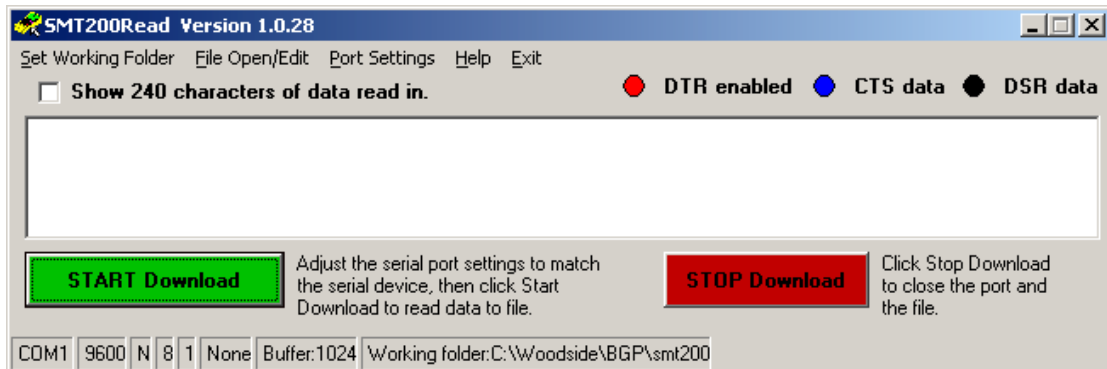 SMT200Read Version 1.0.28
Set Working Folder File Open/Edit Port Settings Help Exit
Show 240 characters of data read in. DTR enabled CTS data DSR data
START Download
Adjust the serial port settings to match
the serial device, then click Start
Download to read data to file.
STOP Download
Click Stop Download
to close the port and
the file.
COM1 9600 N 8 1 None Buffer:1024 Working folder:C:\Woodside\BGP\smt200